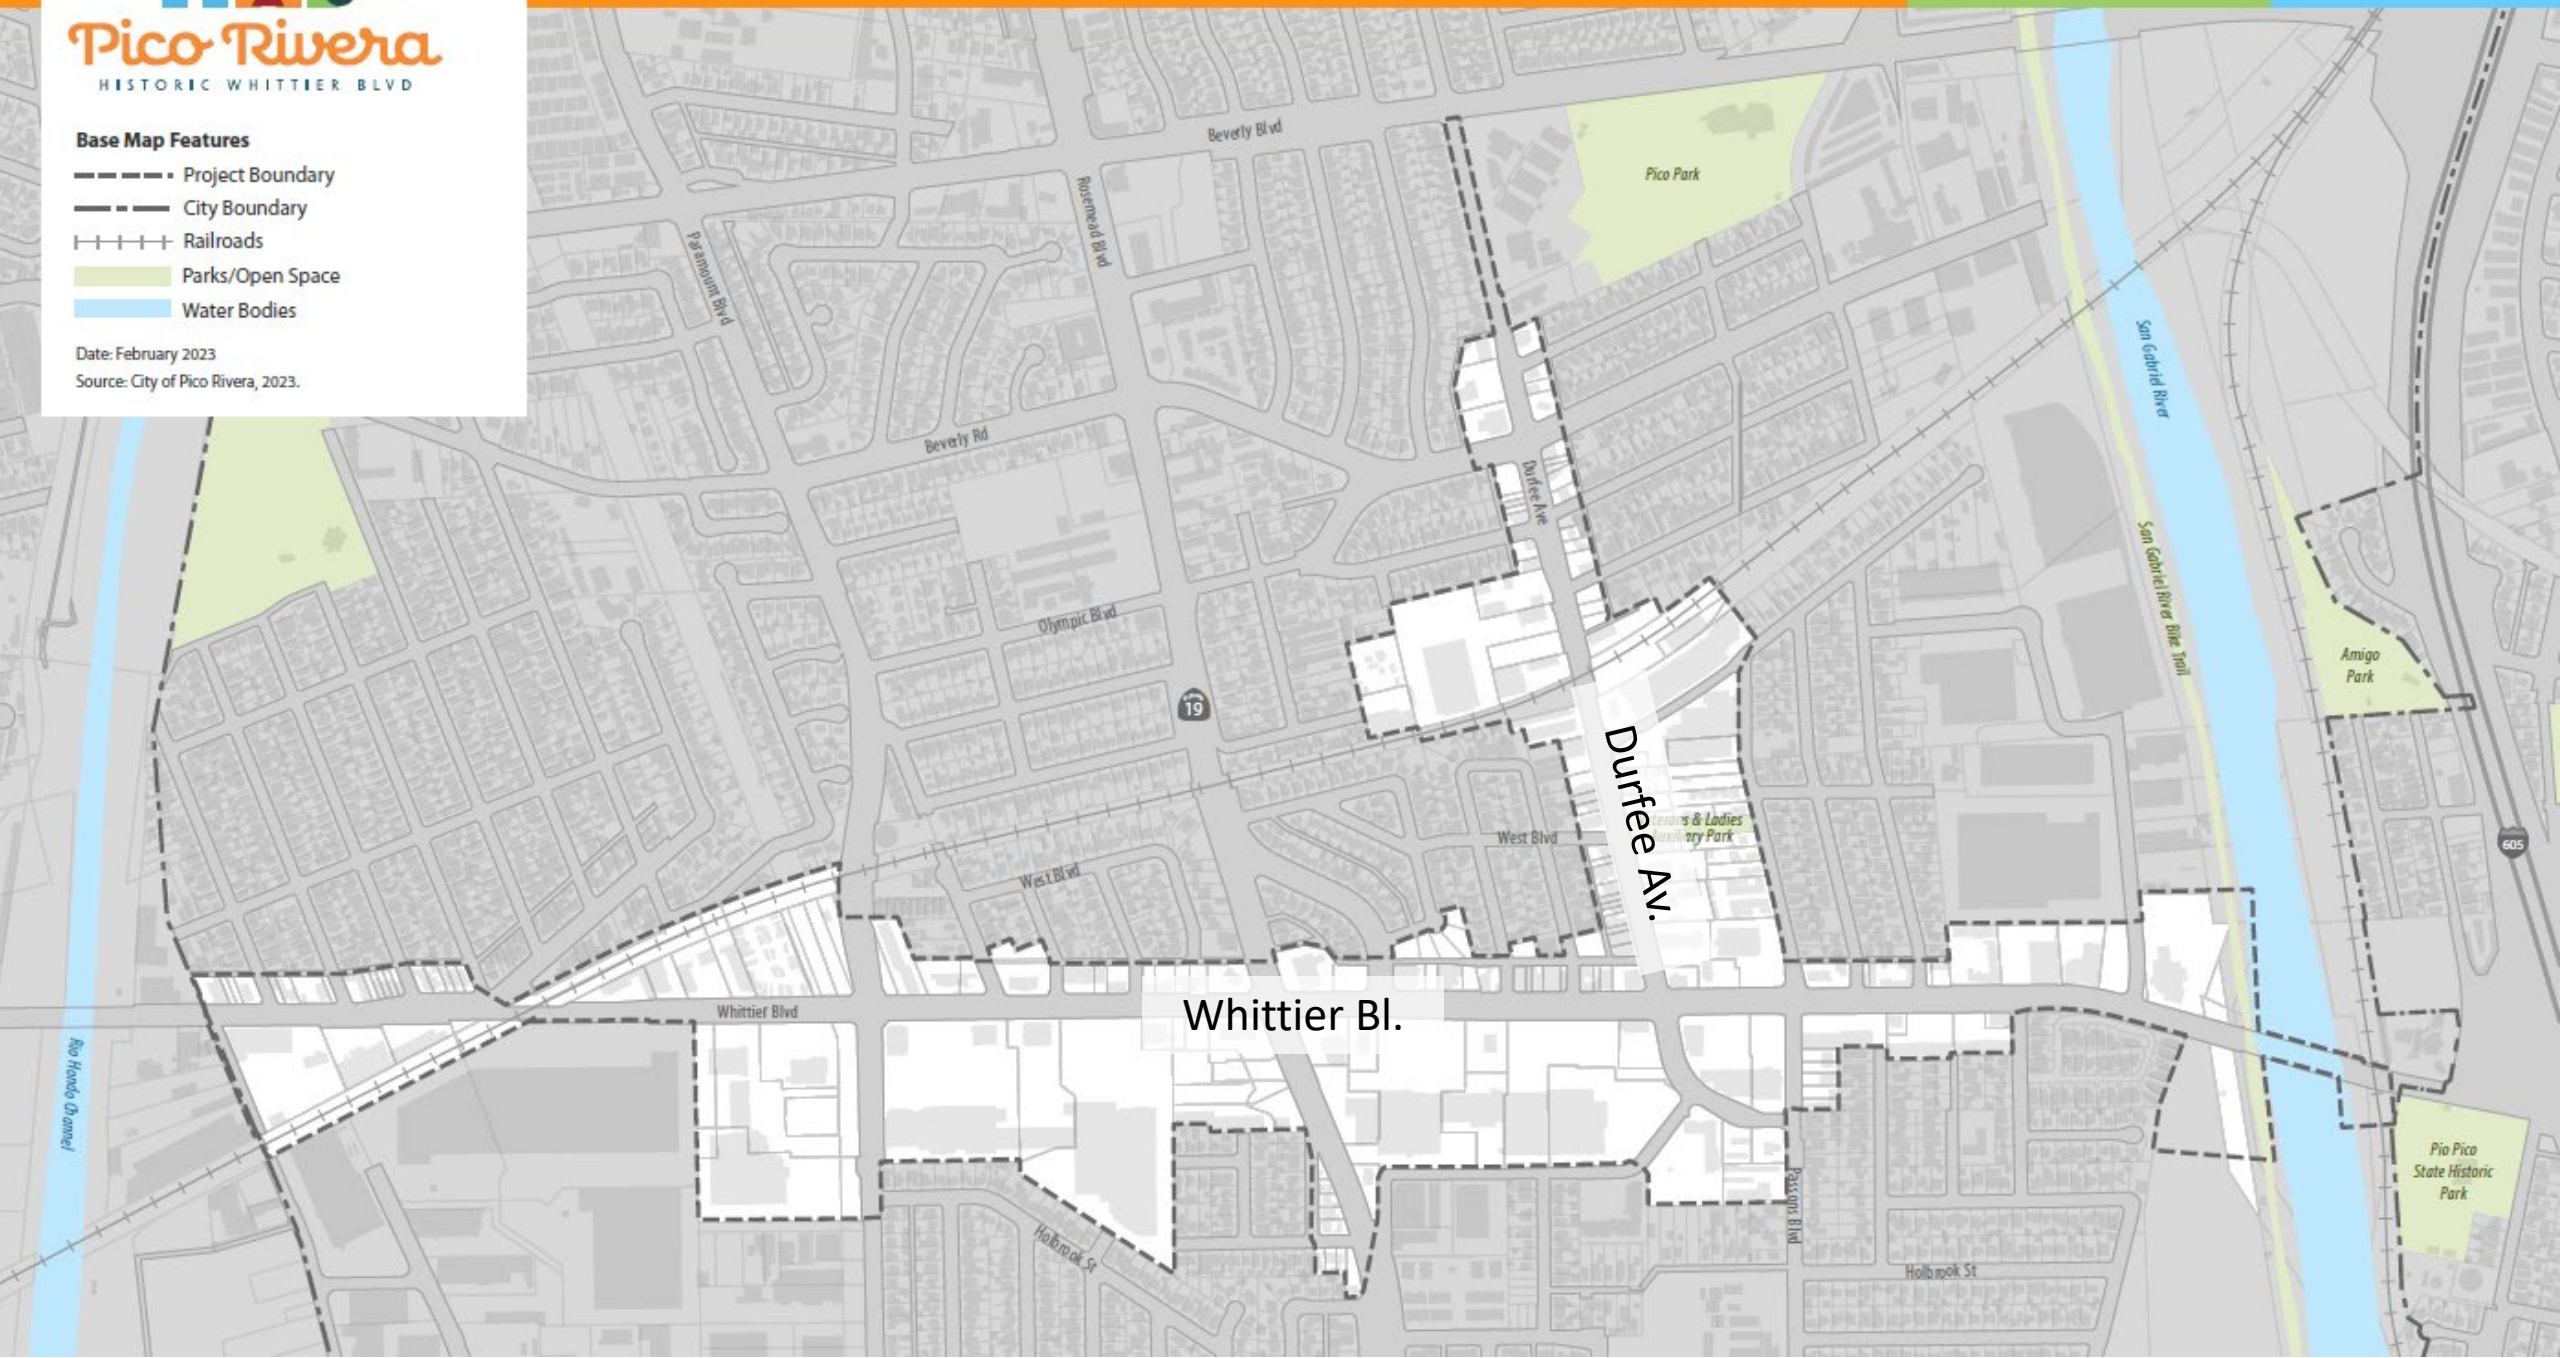 Pico Rivera
HISTORIC WHITTIER BLVD
Base Map Features
Project Boundary
City Boundary
Railroads
Parks/Open Space
Water Bodies
Date: February 2023
Source: City of Pico Rivera, 2023.
Beverly Blvd
Pico Park
Rosemead Blvd
Paramount Blvd
San Gabriel River
Beverly Rd
Durfee Ave
San Gabriel River Bike Trail
Olympic Blvd
Amigo
Park
19
Durfee Av.
& Ladies
Park
West Blvd
605
West Blvd
Whittier Blvd
Whittier Bl.
Rio Hondo Channel
Pio Pico
State Historic
Park
Passons Blvd
Holbrook St
Holbrook St